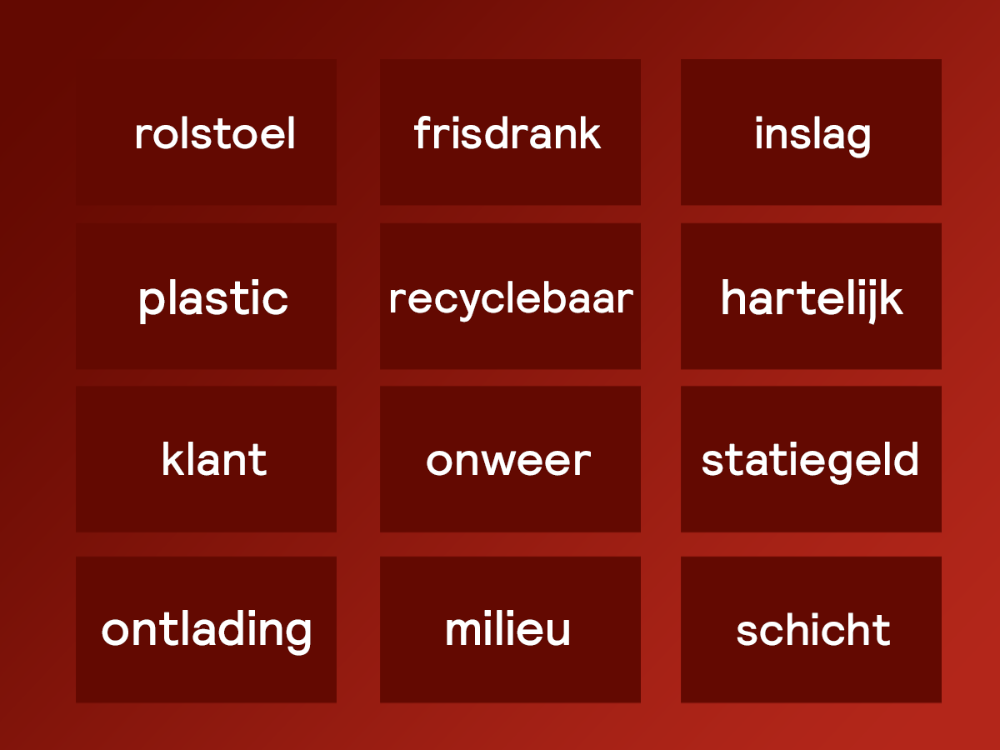 rolstoel
frisdrank
inslag
plastic
recyclebaar
hartelijk
klant
onweer
statiegeld
ontlading
milieu
schicht